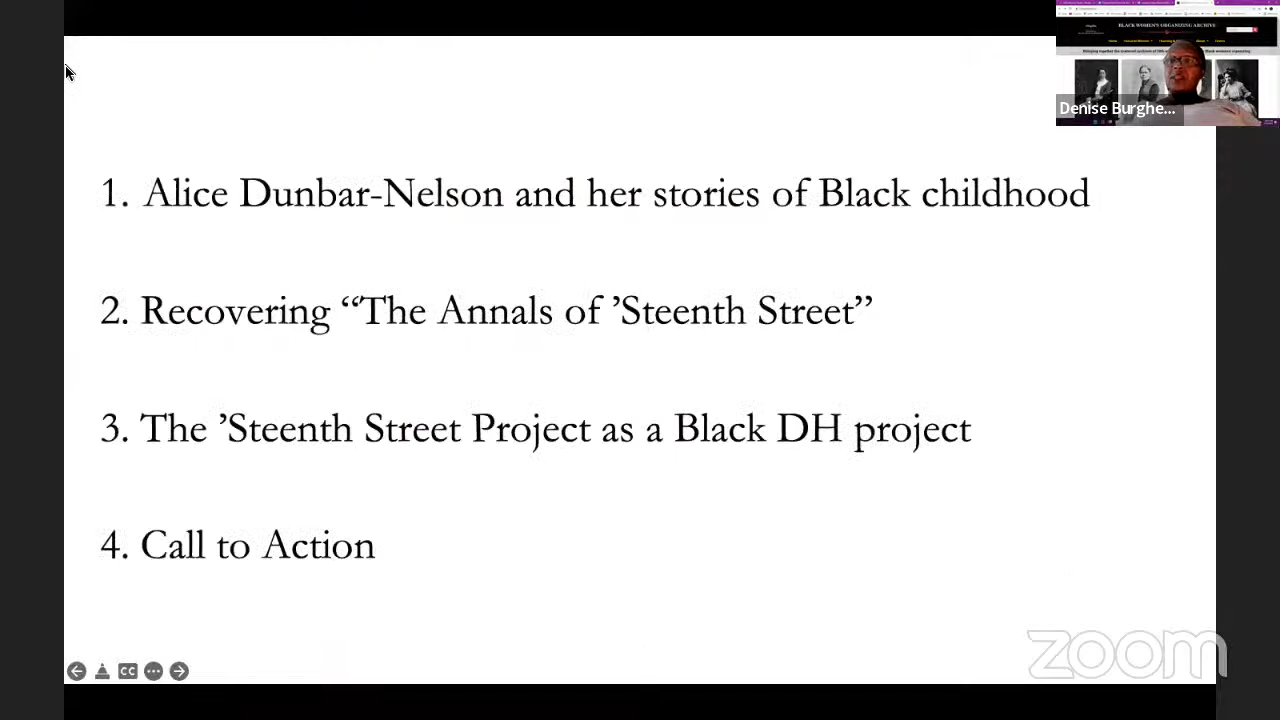 BLACK WOMEN'S ORGANIZING ARCHIVE
Denise Burghe...
1. Alice Dunbar-Nelson and her stories of Black childhood
2. Recovering “The Annals of ’Steenth Street”
3. The ’Steenth Street Project as a Black DH project
4. Call to Action
CC
zoom